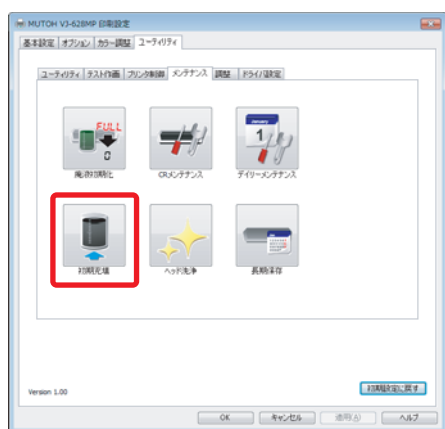 MUTOH VJ-628MP 印刷設定
基本設定 オプション カラー調整 ユーティリティ
ユーティリティ テスト作画 プリンタ制御 メンテナンス 調整 ドライバ設定
FULL
0
January
1
廃液初期化 CRメンテナンス デイリーメンテナンス
初期充填 ヘッド洗浄 長期保存
Version 1.00
初期設定に戻す
OK キャンセル 適用(A) ヘルプ